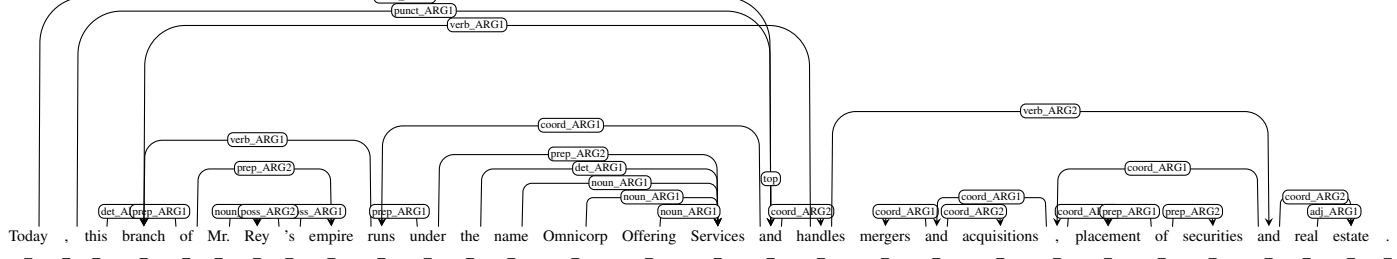 punct_ARG1
verb_ARG1
verb_ARG2
coord_ARG1
verb_ARG1
prep_ARG2
prep_ARG2 det_ARG1 coord_ARG1
top
noun_ARG1
noun_ARG1 coord_ARG1 coord_ARG2
prep_ARG1 poss_ARG2 prep_ARG1 noun_ARG1 coord_ARG2 coord_ARG1 coord_ARG2 prep_ARG1 prep_ARG2 adj_ARG1
Today , this branch of Mr. Rey 's empire runs under the name Omnicorp Offering Services and handles mergers and acquisitions , placement of securities and real estate .